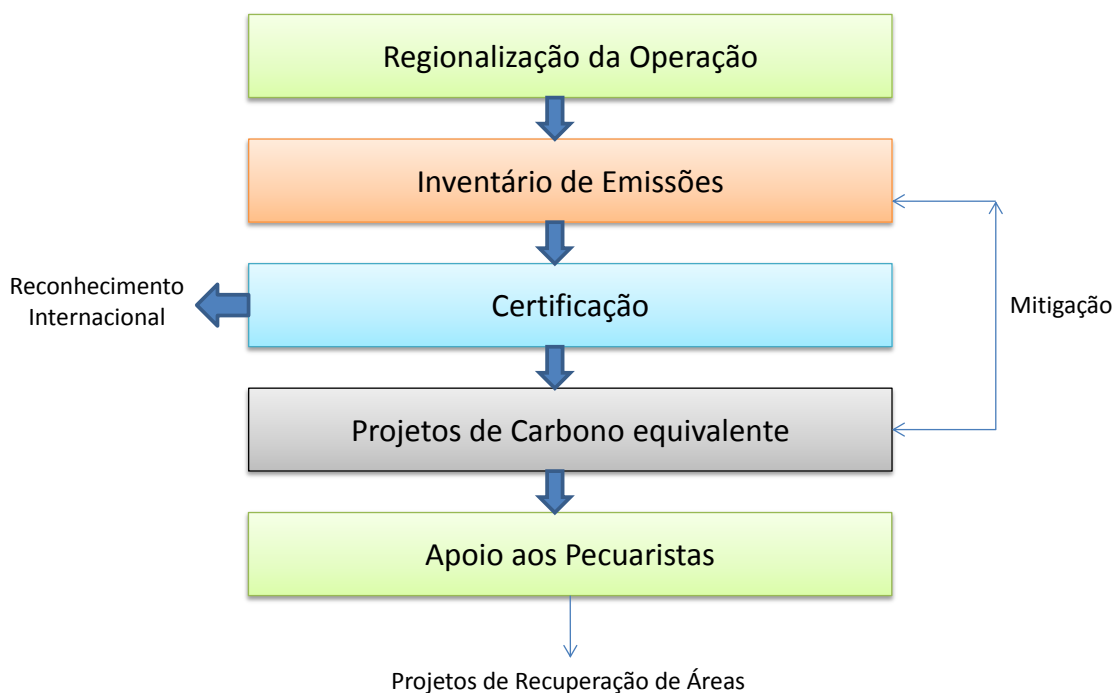 Regionalização da Operação
Inventário de Emissões
Reconhecimento
Internacional
Certificação
Mitigação
Projetos de Carbono equivalente
Apoio aos Pecuaristas
Projetos de Recuperação de Áreas